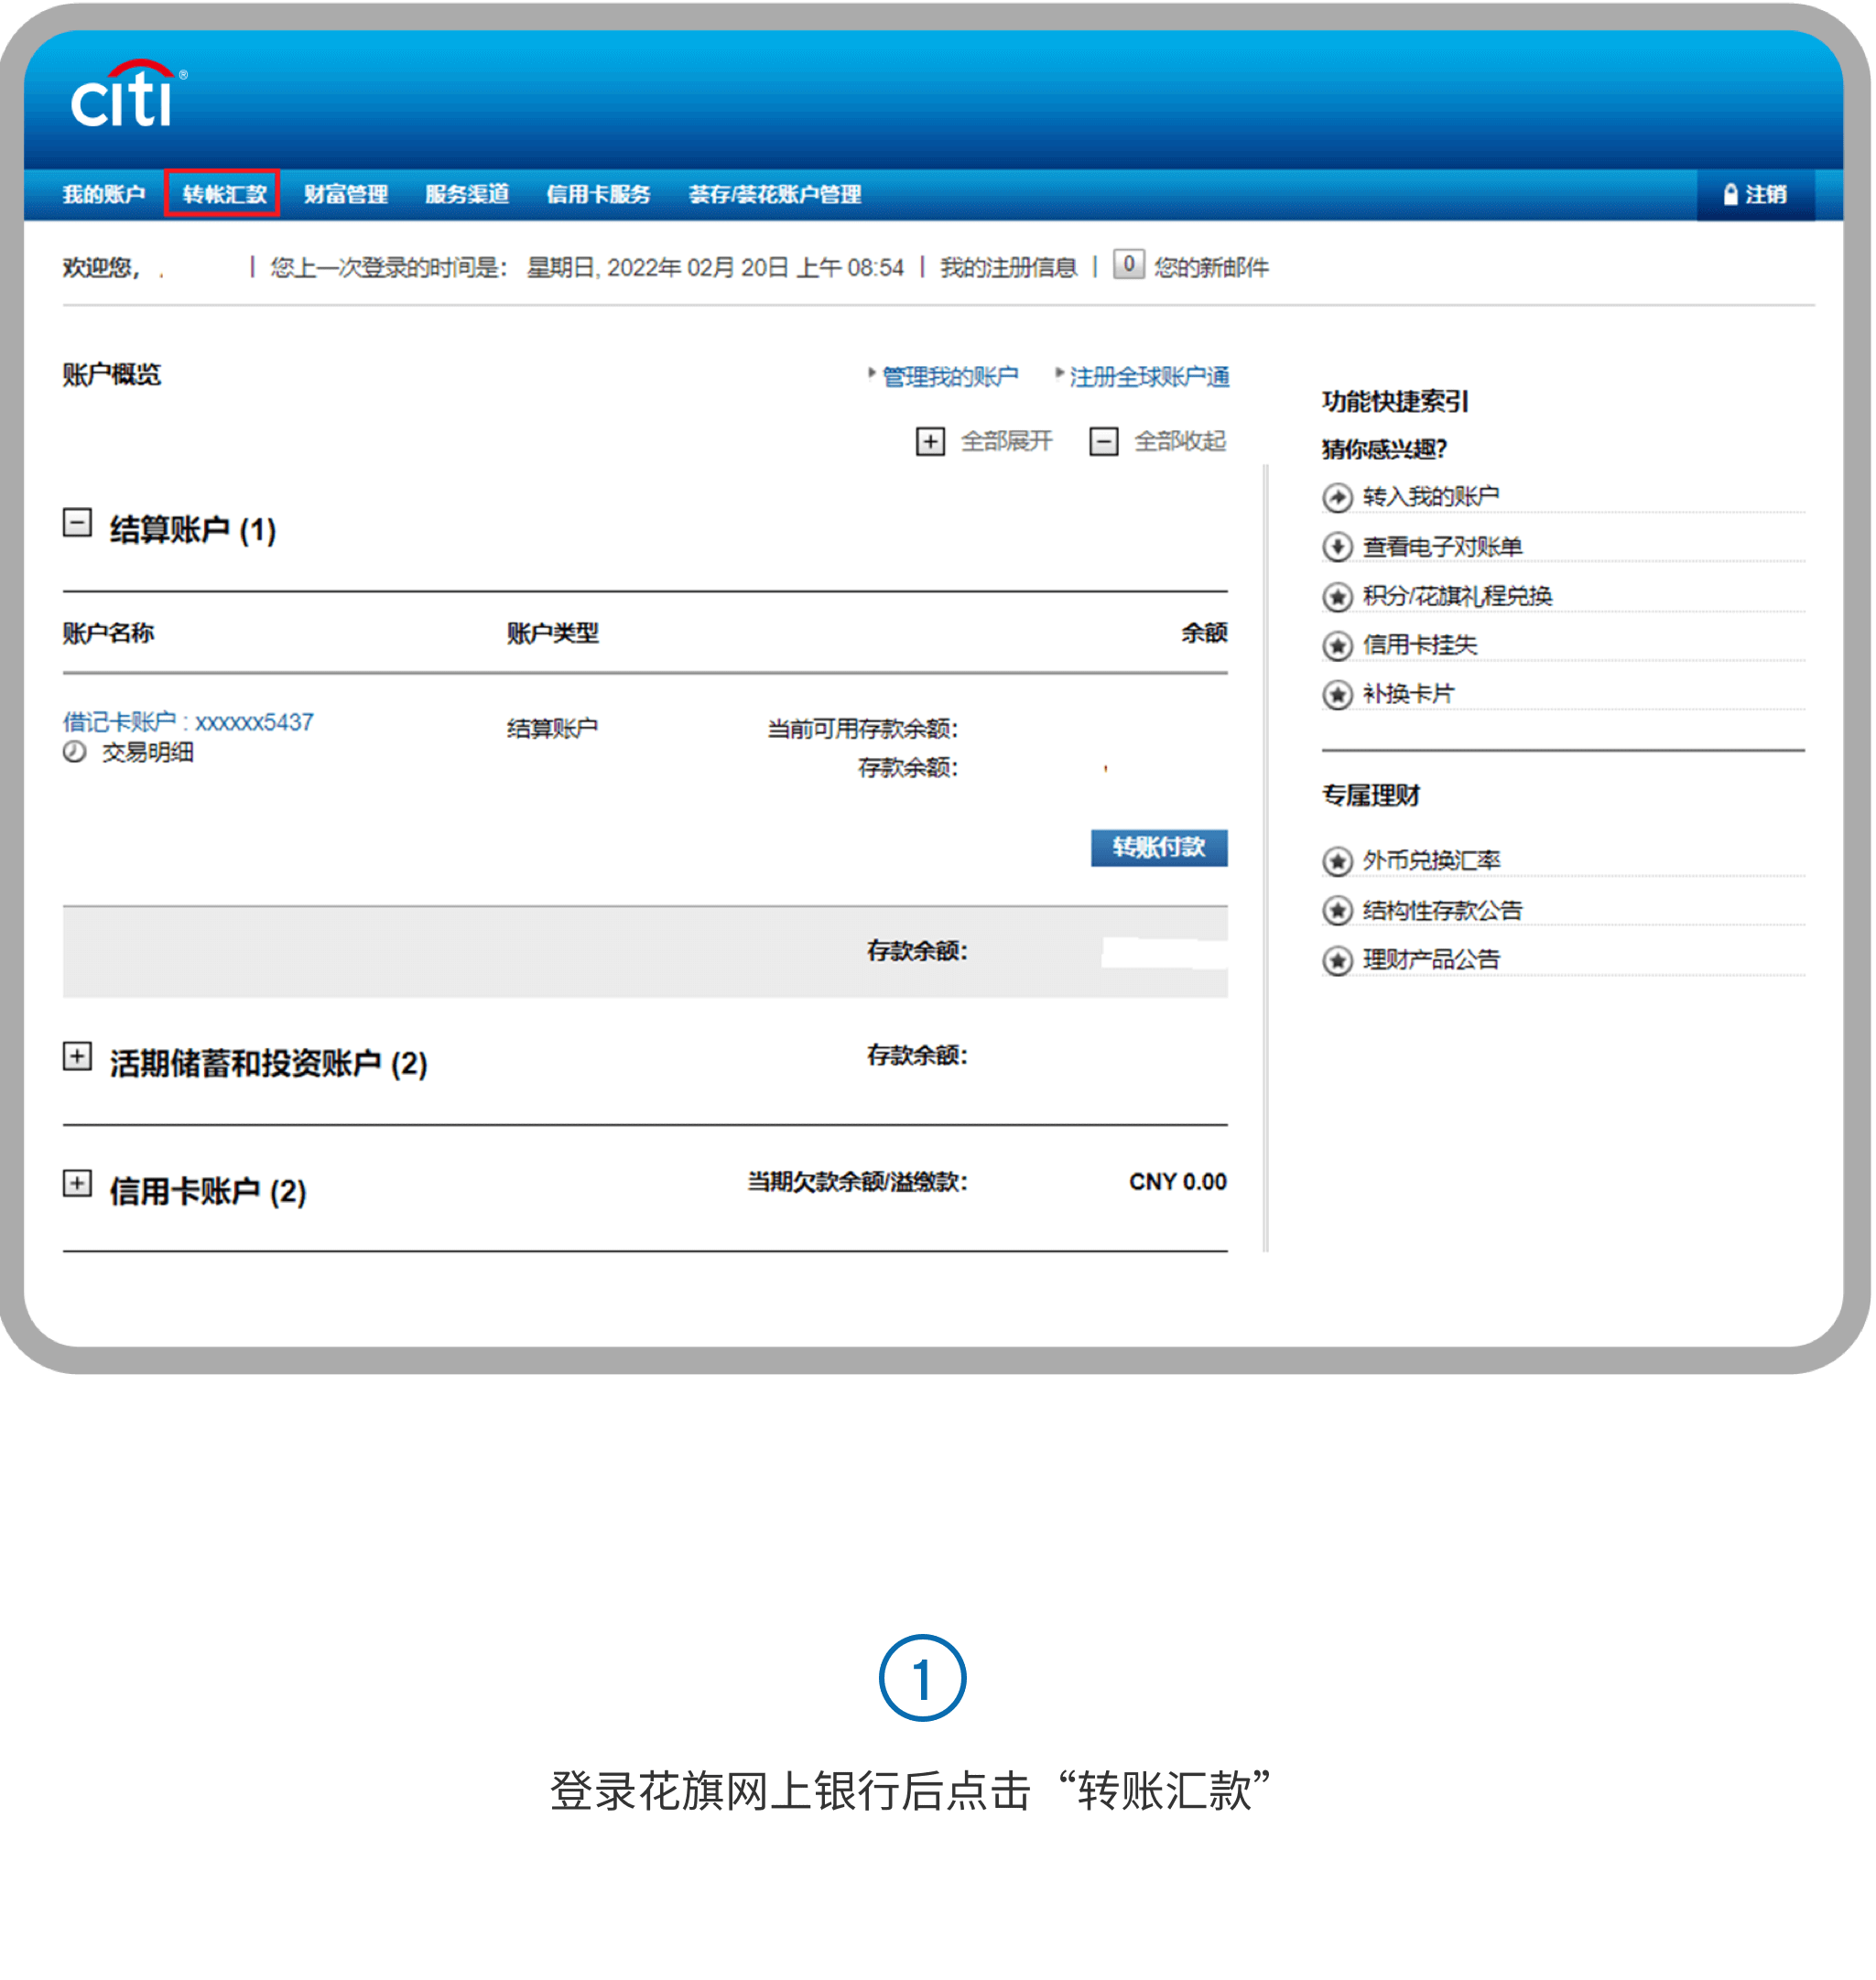 citi®
我的账户 转帐汇款 财富管理 服务渠道 信用卡服务 荟存/荟花账户管理 注销
欢迎您， | 您上一次登录的时间是： 星期日, 2022年 02月 20日 上午 08:54 | 我的注册信息 | 0 您的新邮件
账户概览 管理我的账户 注册全球账户通
全部展开 全部收起
结算账户 (1)
账户名称 账户类型 余额
借记卡账户 : xxxxxx5437 结算账户 当前可用存款余额：
交易明细 存款余额：
转账付款
存款余额：
活期储蓄和投资账户 (2) 存款余额：
信用卡账户 (2) 当期欠款余额/溢缴款： CNY 0.00
功能快捷索引
猜你感兴趣?
转入我的账户
查看电子对账单
积分/花旗礼程兑换
信用卡挂失
补换卡片
专属理财
外币兑换汇率
结构性存款公告
理财产品公告
1
登录花旗网上银行后点击“转账汇款”